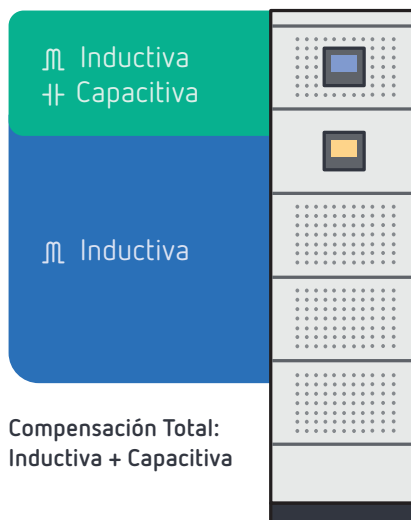 Inductiva
Capacitiva
Inductiva
Compensación Total:
Inductiva + Capacitiva